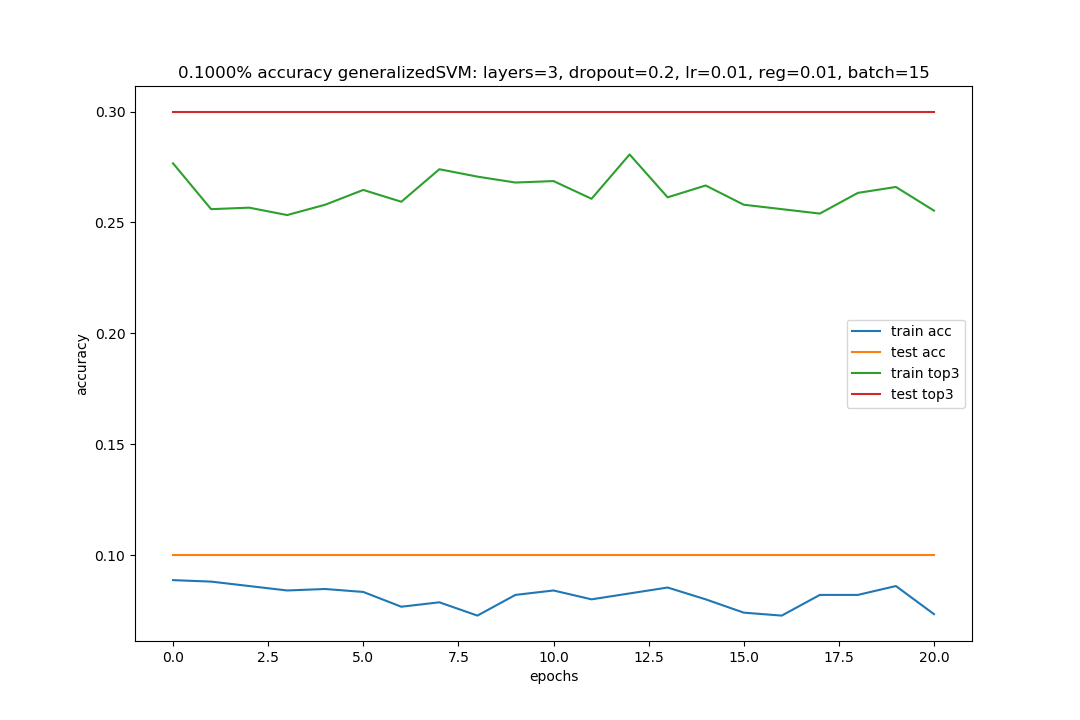 0.1000% accuracy generalizedSVM: layers=3, dropout=0.2, lr=0.01, reg=0.01, batch=15
0.30
0.25
0.20
0.15
0.10
accuracy
train acc
test acc
train top3
test top3
0.0 2.5 5.0 7.5 10.0 12.5 15.0 17.5 20.0
epochs